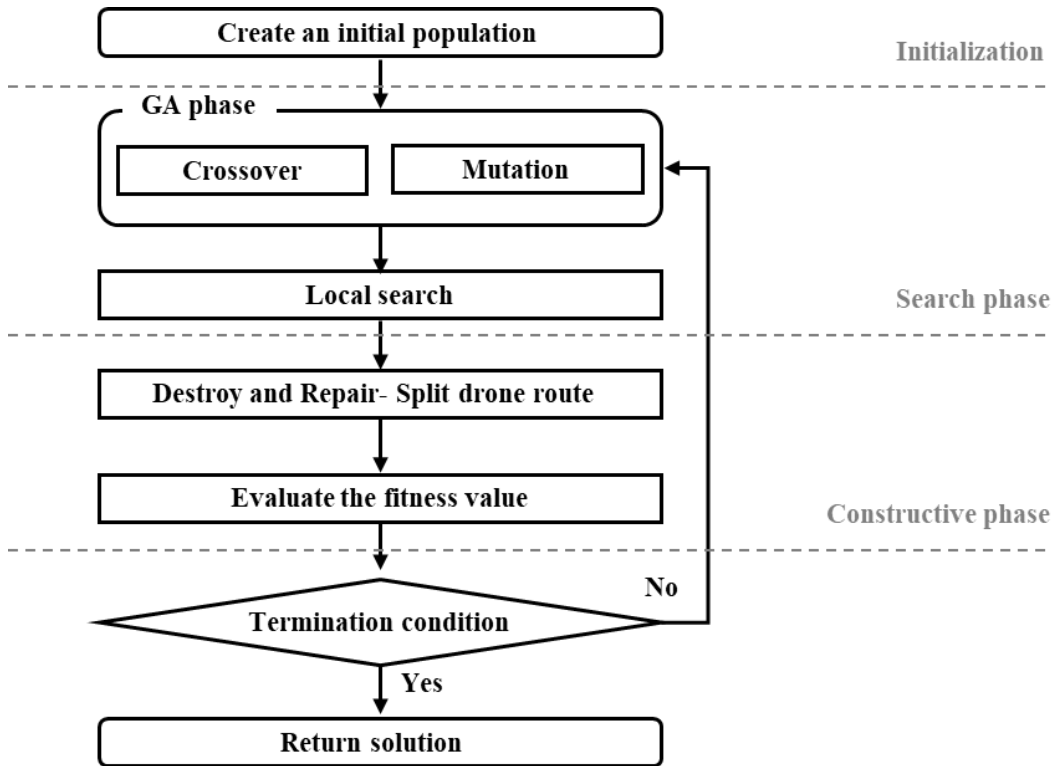 Create an initial population
Initialization
GA phase
Crossover
Mutation
Local search
Search phase
Destroy and Repair- Split drone route
Evaluate the fitness value
Constructive phase
No
Termination condition
Yes
Return solution